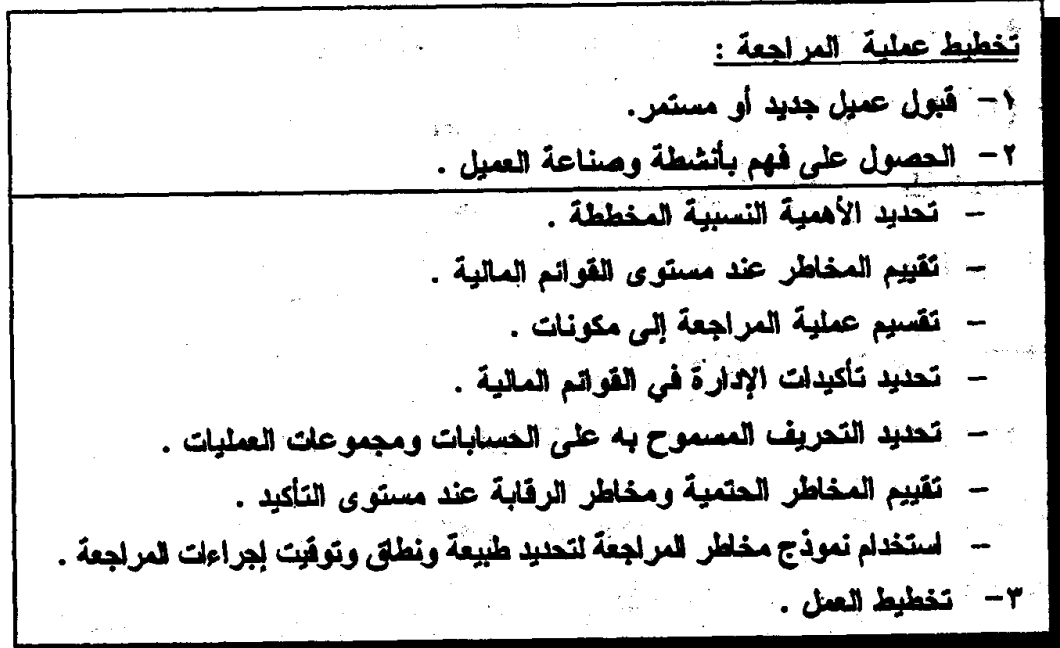 تخطيط عملية المراجعة :
١- قبول عميل جديد أو مستمر.
٢- الحصول على فهم بأنشطة وصناعة العميل .
- تحديد الأهمية النسبية المخططة .
- تقييم المخاطر عند مستوى القوائم المالية .
- تقسيم عملية المراجعة إلى مكونات .
- تحديد تأكيدات الإدارة في القوائم المالية .
- تحديد التحريف المسموح به على الحسابات ومجموعات العمليات .
- تقييم المخاطر الحتمية ومخاطر الرقابة عند مستوى التأكيد .
- استخدام نموذج مخاطر المراجعة لتحديد طبيعة ونطاق وتوقيت إجراءات المراجعة .
٣- تخطيط العمل .